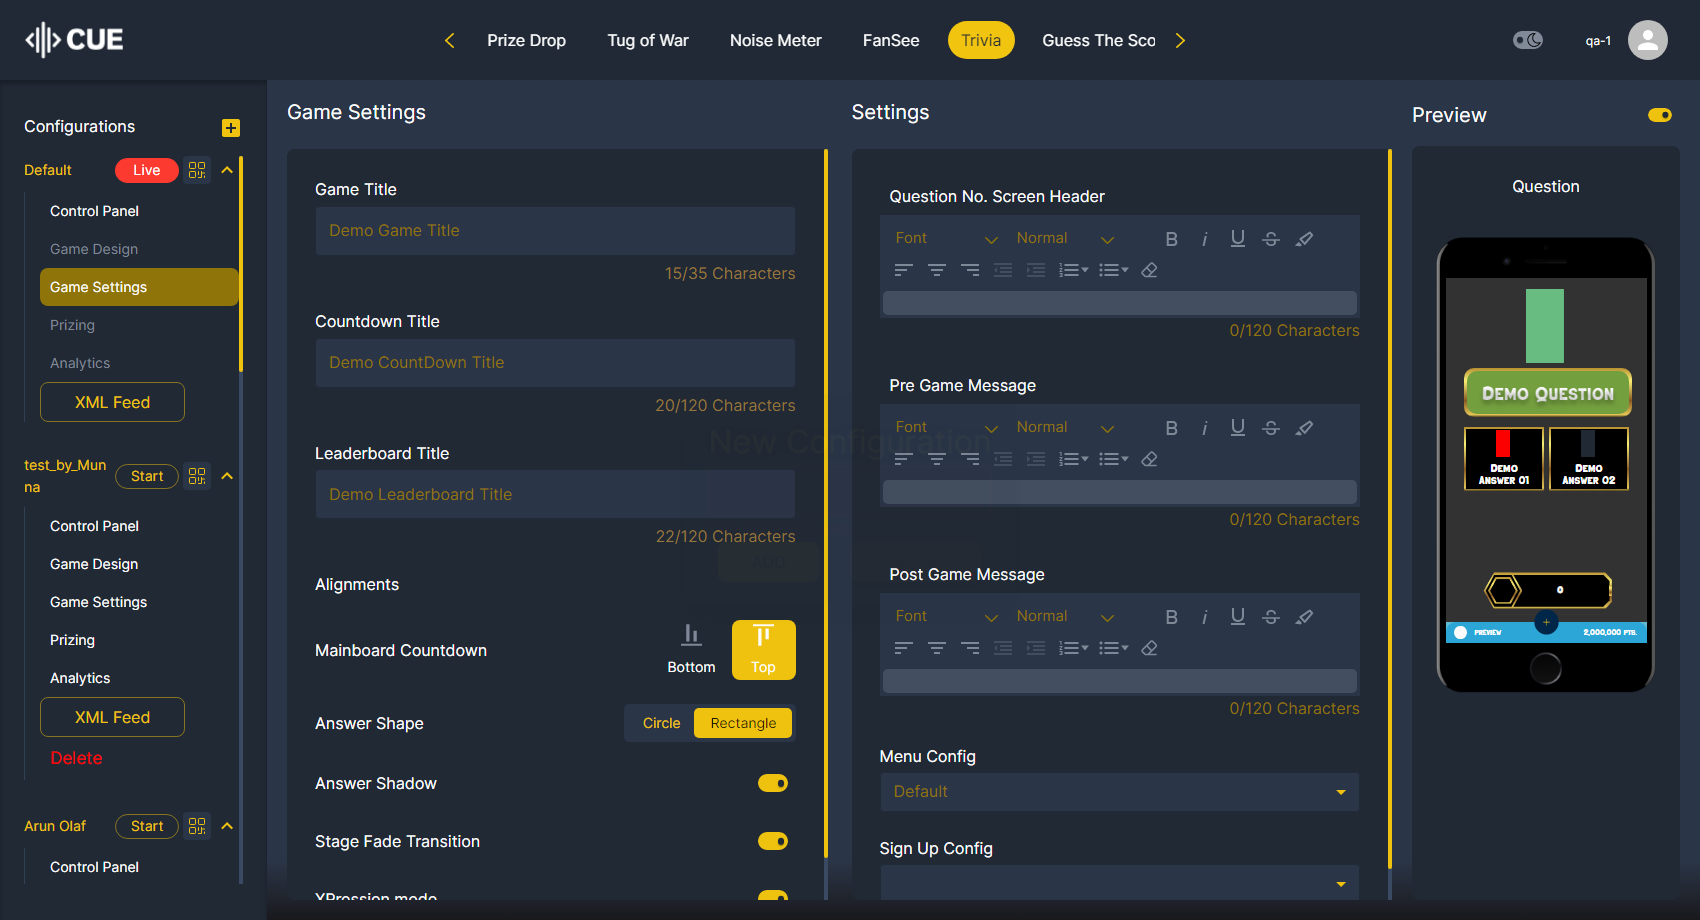 CUE
Prize Drop
Tug of War
Noise Meter
FanSee
Trivia
Guess The Sco
qa-1
Configurations
Default
Live
Control Panel
Game Design
Game Settings
Prizing
Analytics
XML Feed
test_by_Mun
na
Start
Control Panel
Game Design
Game Settings
Prizing
Analytics
XML Feed
Delete
Arun Olaf
Start
Control Panel
Game Settings
Game Title
Demo Game Title
15/35 Characters
Countdown Title
Demo CountDown Title
20/120 Characters
Leaderboard Title
Demo Leaderboard Title
22/120 Characters
Alignments
Mainboard Countdown
Bottom
Top
Answer Shape
Circle
Rectangle
Answer Shadow
Stage Fade Transition
XPression mode
New Configuration
Settings
Question No. Screen Header
Font
Normal
B
i
U
S
0/120 Characters
Pre Game Message
Font
Normal
B
i
U
S
0/120 Characters
Post Game Message
Font
Normal
B
i
U
S
0/120 Characters
Menu Config
Default
Sign Up Config
Preview
Question
Demo Question
Demo
Answer 01
Demo
Answer 02
0
PREVIEW
+
2,000,000 PTS.